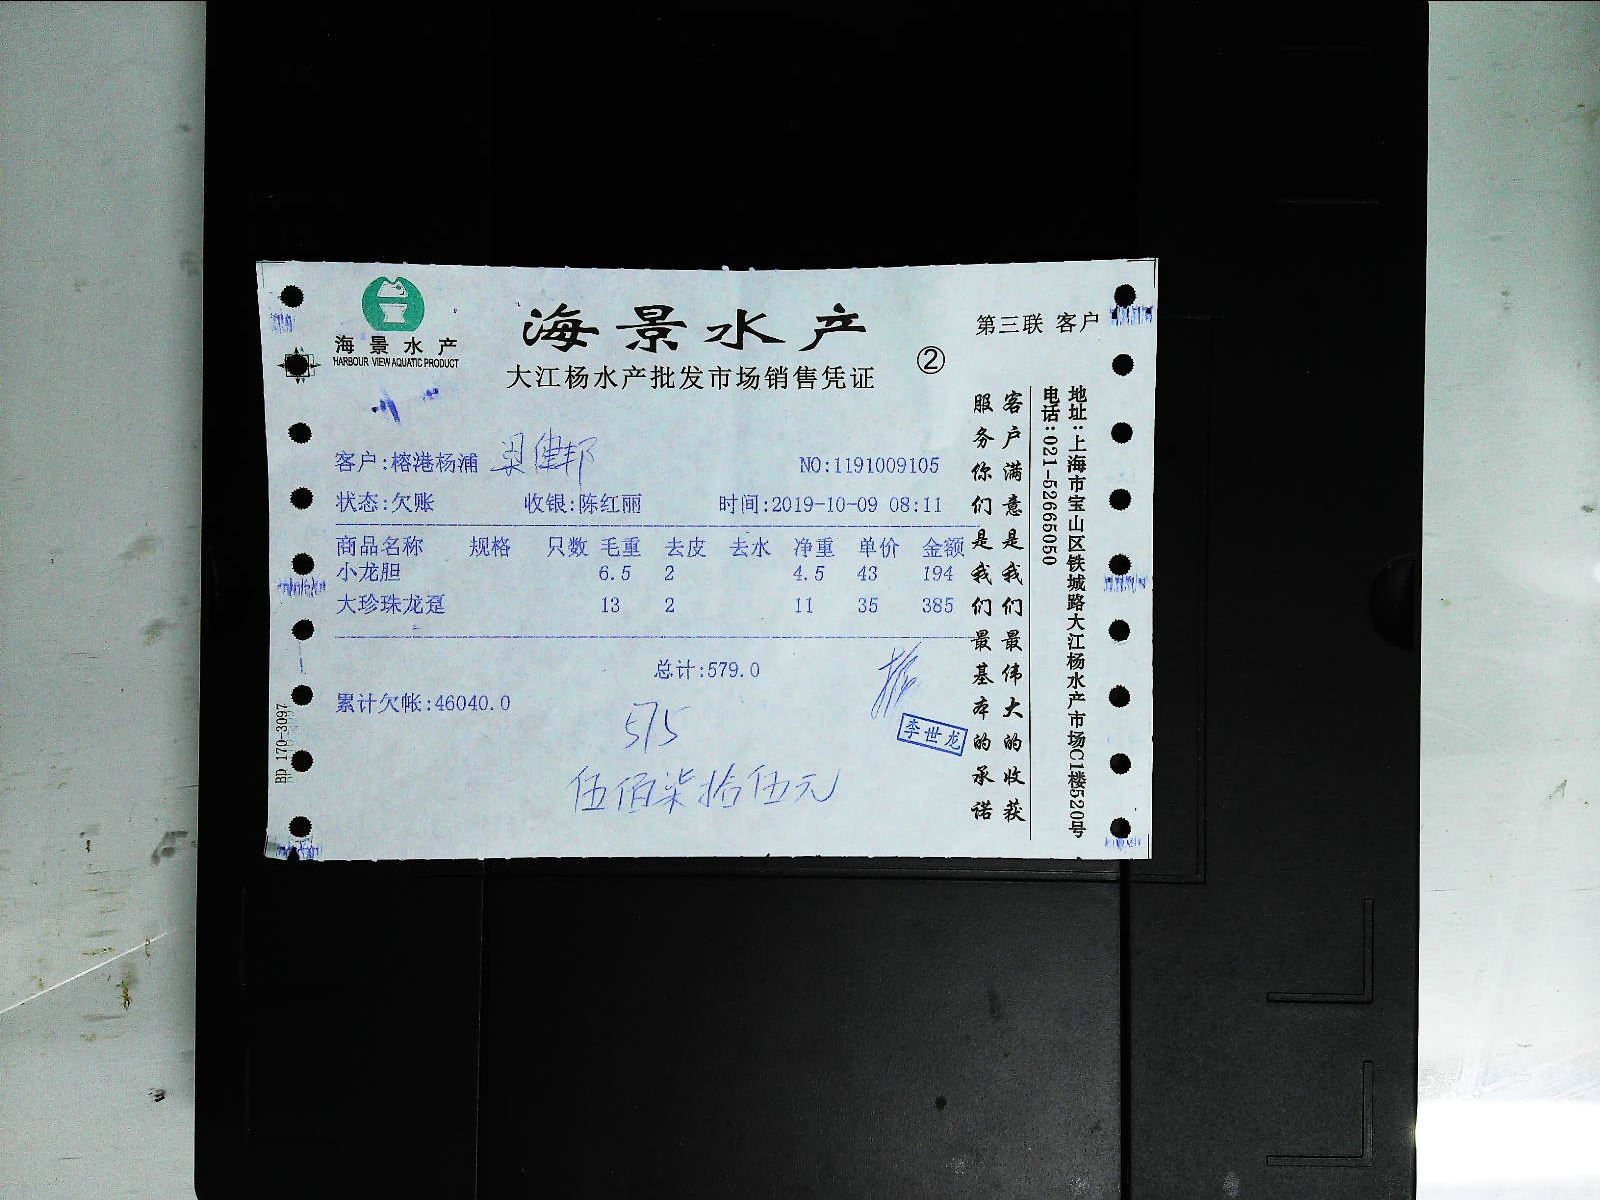 海景水产
HARBOUR VIEW AQUATIC PRODUCT
海景水产
大江杨水产批发市场销售凭证
②
第三联 客户
客户:榕港杨浦 梁健邦
NO:1191009105
状态:欠账 收银:陈红丽 时间:2019-10-09 08:11
商品名称 规格 只数 毛重 去皮 去水 净重 单价 金额
小龙胆 6.5 2 4.5 43 194
大珍珠龙趸 13 2 11 35 385
总计:579.0
累计欠帐:46040.0
575
伍佰柒拾伍元
李世龙
客户满意是我们最伟大的收获
服务你们是我们最基本的承诺
地址:上海市宝山区铁城路大江杨水产市场C1楼520号
电话:021-52665050
BD 170-3097